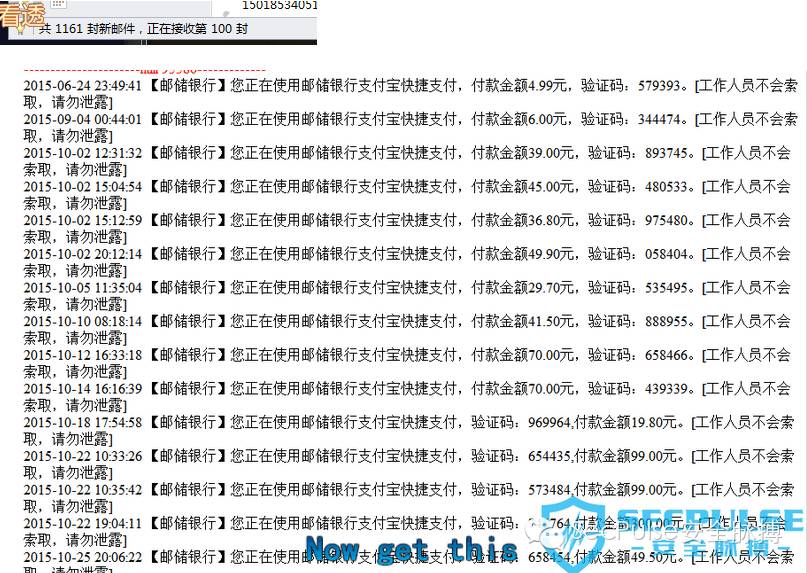 看透
15018534051
共 1161 封新邮件，正在接收第 100 封
2015-06-24 23:49:41 【邮储银行】您正在使用邮储银行支付宝快捷支付，付款金额4.99元，验证码：579393。[工作人员不会索
取，请勿泄露]
2015-09-04 00:44:01 【邮储银行】您正在使用邮储银行支付宝快捷支付，付款金额6.00元，验证码：344474。[工作人员不会索
取，请勿泄露]
2015-10-02 12:31:32 【邮储银行】您正在使用邮储银行支付宝快捷支付，付款金额39.00元，验证码：893745。[工作人员不会
索取，请勿泄露]
2015-10-02 15:04:54 【邮储银行】您正在使用邮储银行支付宝快捷支付，付款金额45.00元，验证码：480533。[工作人员不会
索取，请勿泄露]
2015-10-02 15:12:59 【邮储银行】您正在使用邮储银行支付宝快捷支付，付款金额36.80元，验证码：975480。[工作人员不会
索取，请勿泄露]
2015-10-02 20:12:14 【邮储银行】您正在使用邮储银行支付宝快捷支付，付款金额49.90元，验证码：058404。[工作人员不会
索取，请勿泄露]
2015-10-05 11:35:04 【邮储银行】您正在使用邮储银行支付宝快捷支付，付款金额29.70元，验证码：535495。[工作人员不会
索取，请勿泄露]
2015-10-10 08:18:14 【邮储银行】您正在使用邮储银行支付宝快捷支付，付款金额41.50元，验证码：888955。[工作人员不会
索取，请勿泄露]
2015-10-12 16:33:18 【邮储银行】您正在使用邮储银行支付宝快捷支付，付款金额70.00元，验证码：658466。[工作人员不会
索取，请勿泄露]
2015-10-14 16:16:39 【邮储银行】您正在使用邮储银行支付宝快捷支付，付款金额70.00元，验证码：439339。[工作人员不会
索取，请勿泄露]
2015-10-18 17:54:58 【邮储银行】您正在使用邮储银行支付宝快捷支付，验证码：969964,付款金额19.80元。[工作人员不会索
取，请勿泄露]
2015-10-22 10:33:26 【邮储银行】您正在使用邮储银行支付宝快捷支付，验证码：654435,付款金额99.00元。[工作人员不会索
取，请勿泄露]
2015-10-22 10:35:42 【邮储银行】您正在使用邮储银行支付宝快捷支付，验证码：573484,付款金额99.00元。[工作人员不会索
取，请勿泄露]
2015-10-22 19:04:11 【邮储银行】您正在使用邮储银行支付宝快捷支付，验证码：764,付款金额300.00元。[工作人员不会
索取，请勿泄露]
2015-10-25 20:06:22 【邮储银行】您正在使用邮储银行支付宝快捷支付，验证码：658454,付款金额49.50元。[工作人员不会
索取，请勿泄露]
Now get this
SECPULSE
安全脉搏